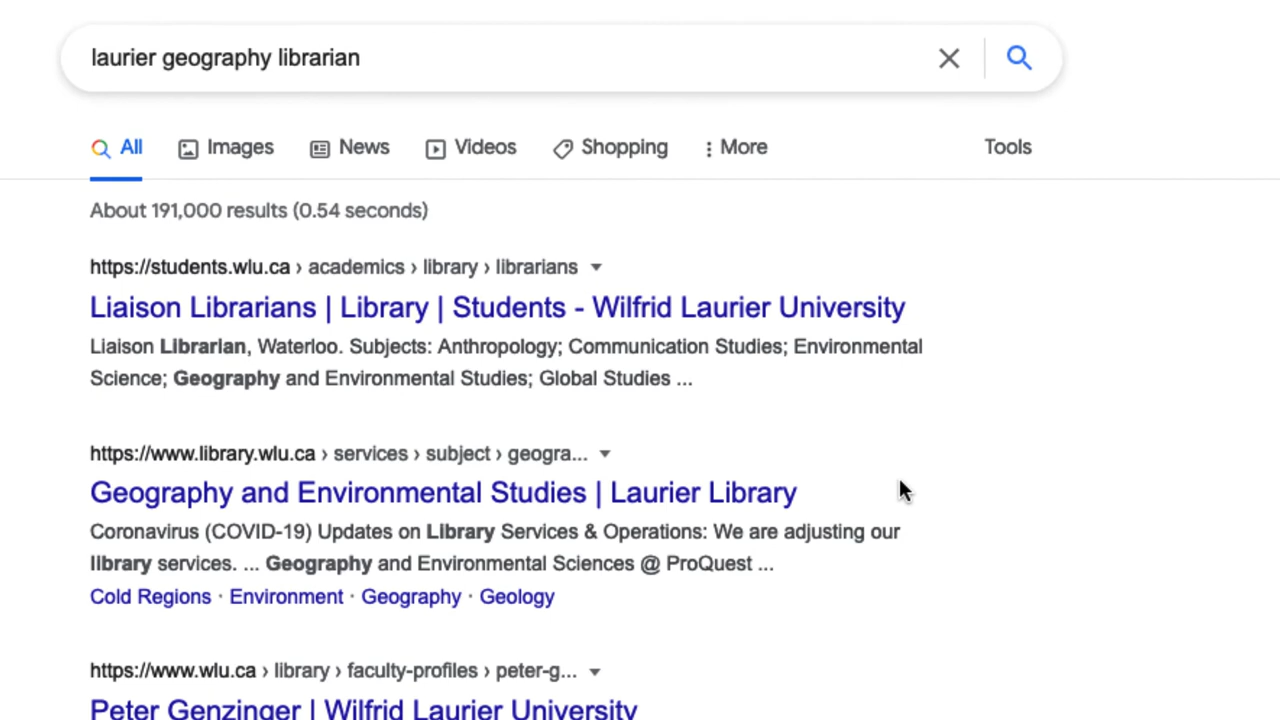 laurier geography librarian
All Images News Videos Shopping More Tools
About 191,000 results (0.54 seconds)
https://students.wlu.ca › academics › library › librarians
Liaison Librarians | Library | Students - Wilfrid Laurier University
Liaison Librarian, Waterloo. Subjects: Anthropology; Communication Studies; Environmental
Science; Geography and Environmental Studies; Global Studies ...
https://www.library.wlu.ca › services › subject › geogra...
Geography and Environmental Studies | Laurier Library
Coronavirus (COVID-19) Updates on Library Services & Operations: We are adjusting our
library services. ... Geography and Environmental Sciences @ ProQuest ...
Cold Regions · Environment · Geography · Geology
https://www.wlu.ca › library › faculty-profiles › peter-g...
Peter Genzinger | Wilfrid Laurier University